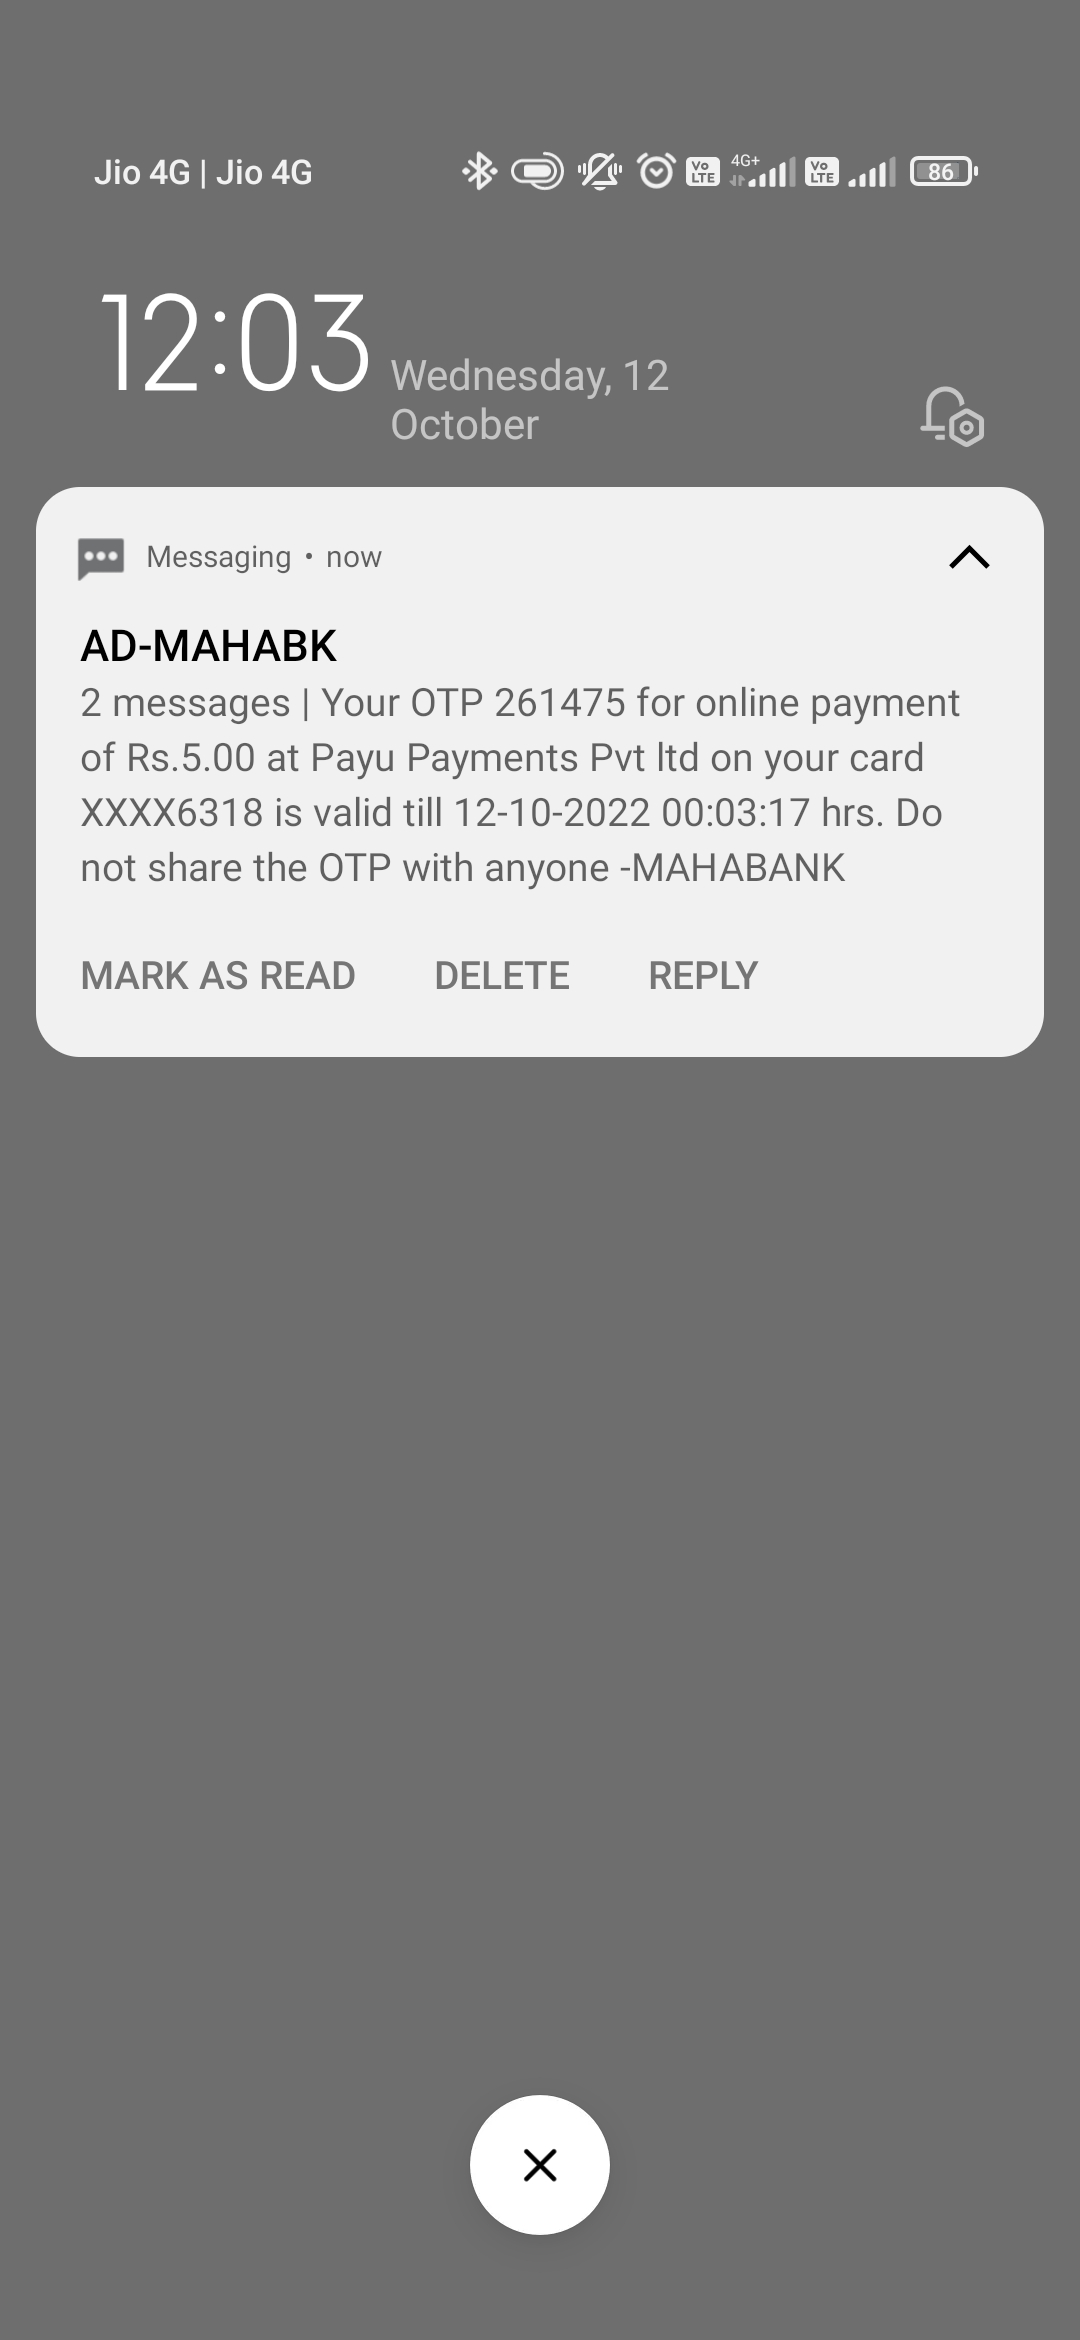 Jio 4G | Jio 4G
Vo LTE 4G+ Vo LTE 86
12:03
Wednesday, 12
October
Messaging • now
AD-MAHABK
2 messages | Your OTP 261475 for online payment
of Rs.5.00 at Payu Payments Pvt ltd on your card
XXXX6318 is valid till 12-10-2022 00:03:17 hrs. Do
not share the OTP with anyone -MAHABANK
MARK AS READ DELETE REPLY